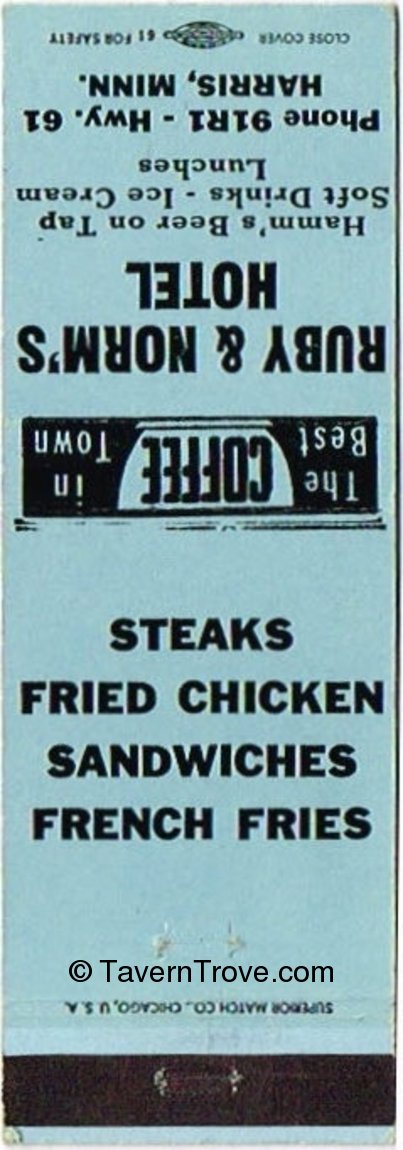 The COFFEE in
Best Town
RUBY & NORM'S
HOTEL
Hamm's Beer on Tap
Soft Drinks - Ice Cream
Lunches
Phone 91R1 - Hwy. 61
HARRIS, MINN.
CLOSE COVER FOR SAFETY
STEAKS
FRIED CHICKEN
SANDWICHES
FRENCH FRIES
© TavernTrove.com
SUPERIOR MATCH CO., CHICAGO, U. S. A.